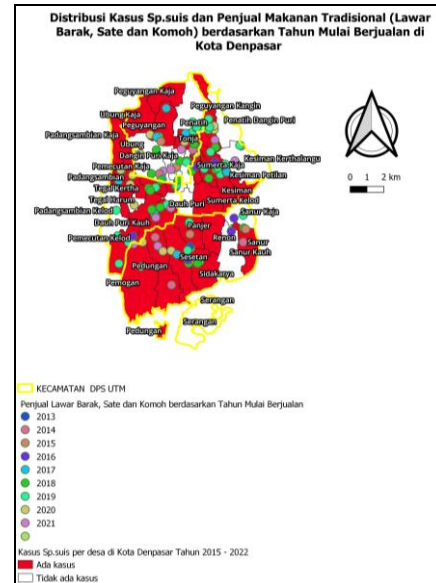 Distribusi Kasus Sp.suis dan Penjual Makanan Tradisional (Lawar
Barak, Sate dan Komoh) berdasarkan Tahun Mulai Berjualan di
Kota Denpasar
Peguyangan Kaja
Peguyangan Kangin
Ubung Kaja
Peguyangan
Penatih
Penatih Dangin Puri
Padangsambian Kaja
Ubung
Tonja
Dangin Puri Kaja
Kesiman Kerthalangu
Pemecutan Kaja
Sumerta Kaja
Padangsambian
Kesiman Petilan
Tegal Kertha
Kesiman
Tegal Harum
Dauh Puri
Sumerta Kelod
Padangsambian Kelod
Sanur Kaja
Dauh Puri Kauh
Panjer
Pemecutan Kelod
Renon
Sanur
Sanur Kauh
Sesetan
Pedungan
Sidakarya
Pemogan
Serangan
Serangan
Pedungan
0 1 2 km
KECAMATAN DPS UTM
Penjual Lawar Barak, Sate dan Komoh berdasarkan Tahun Mulai Berjualan
2013
2014
2015
2016
2017
2018
2019
2020
2021
Kasus Sp.suis per desa di Kota Denpasar Tahun 2015 - 2022
Ada kasus
Tidak ada kasus